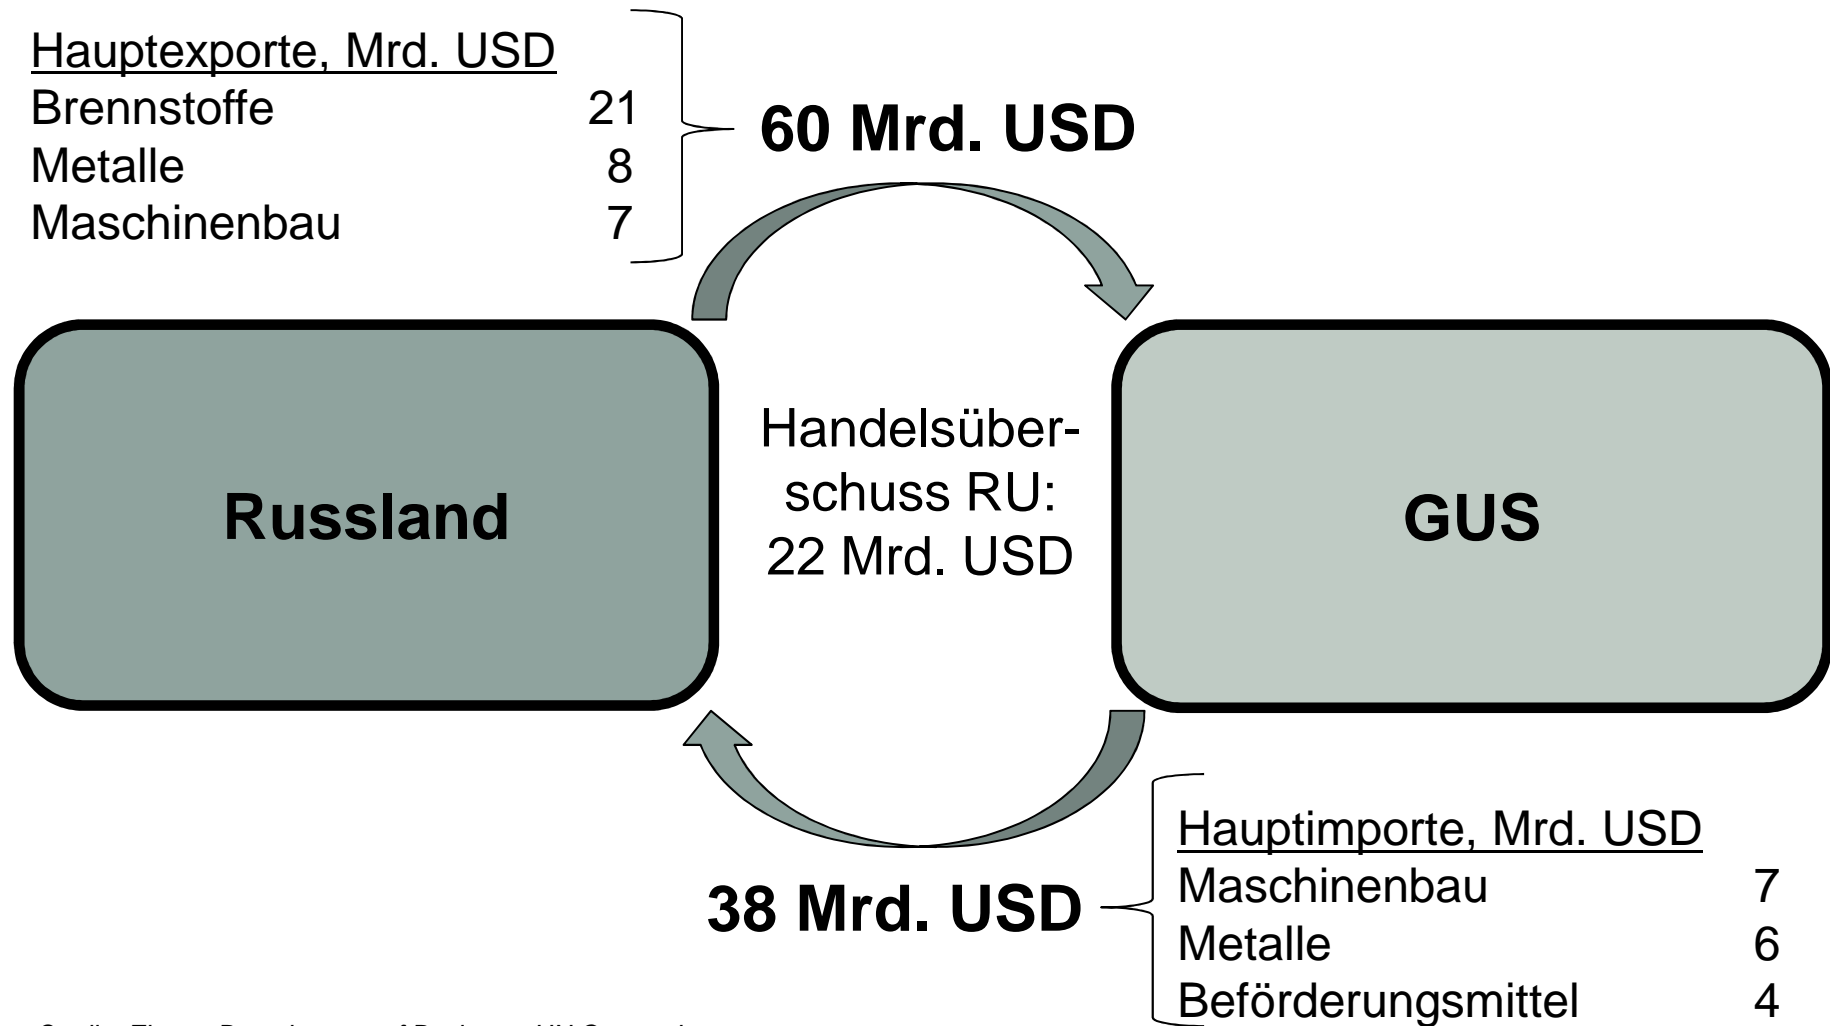 Hauptexporte, Mrd. USD
Brennstoffe 21
Metalle 8
Maschinenbau 7
60 Mrd. USD
Russland
Handelsüber-
schuss RU:
22 Mrd. USD
GUS
38 Mrd. USD
Hauptimporte, Mrd. USD
Maschinenbau 7
Metalle 6
Beförderungsmittel 4